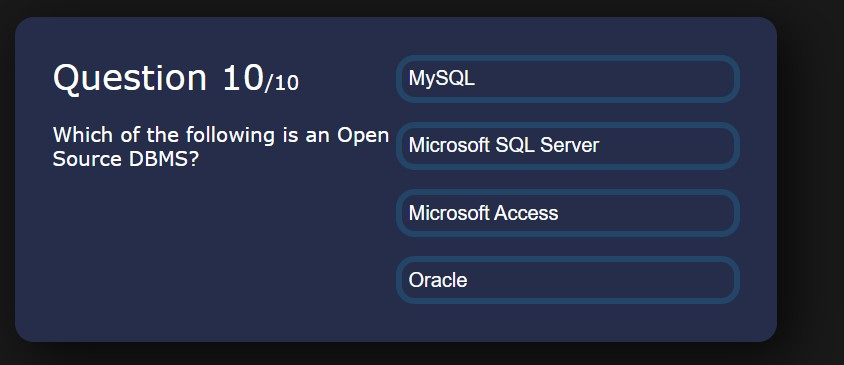 Question 10/10
Which of the following is an Open
Source DBMS?
MySQL
Microsoft SQL Server
Microsoft Access
Oracle